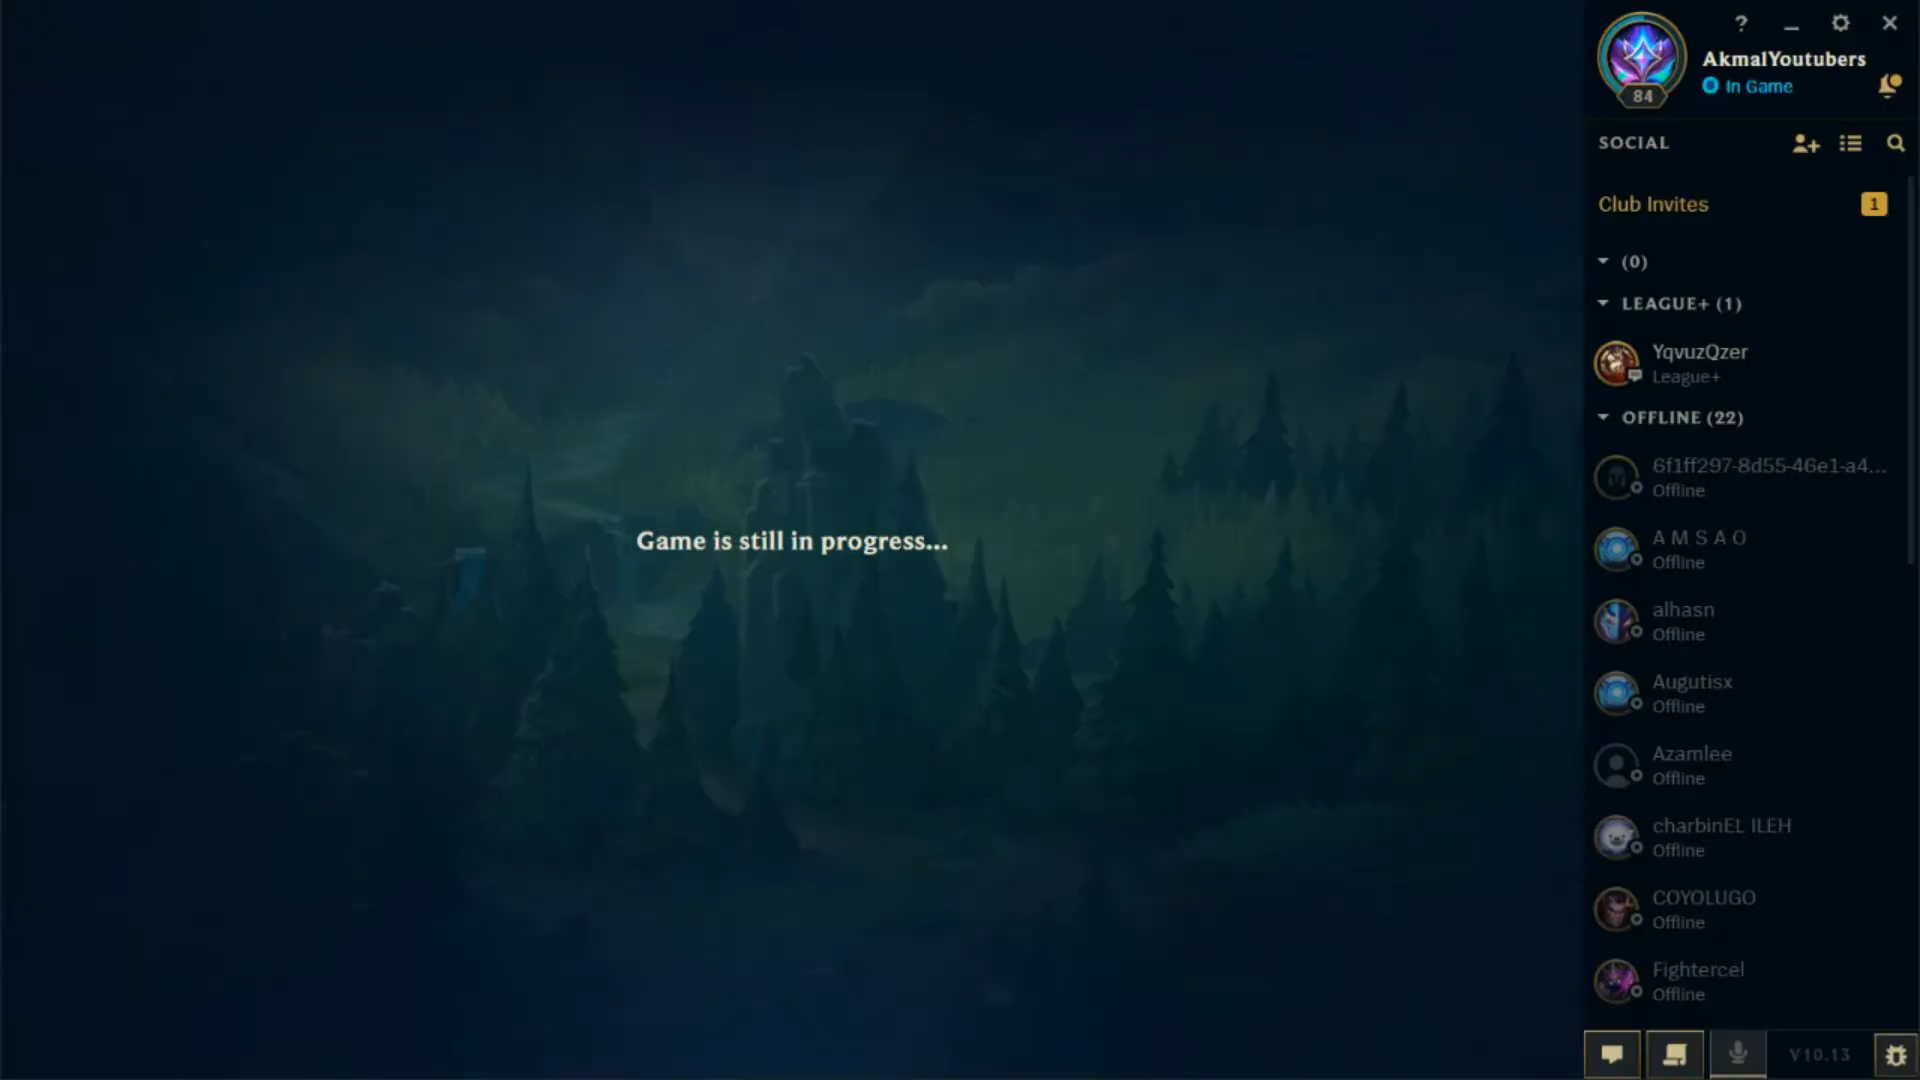 ?
AkmalYoutubers
84
In Game
SOCIAL
Club Invites
1
(0)
LEAGUE+ (1)
YqvuzQzer
League+
OFFLINE (22)
6f1ff297-8d55-46e1-a4...
Offline
A M S A O
Offline
alhasn
Offline
Augutisx
Offline
Azamlee
Offline
charbinEL ILEH
Offline
COYOLUGO
Offline
Fightercel
Offline
V10.13
Game is still in progress...